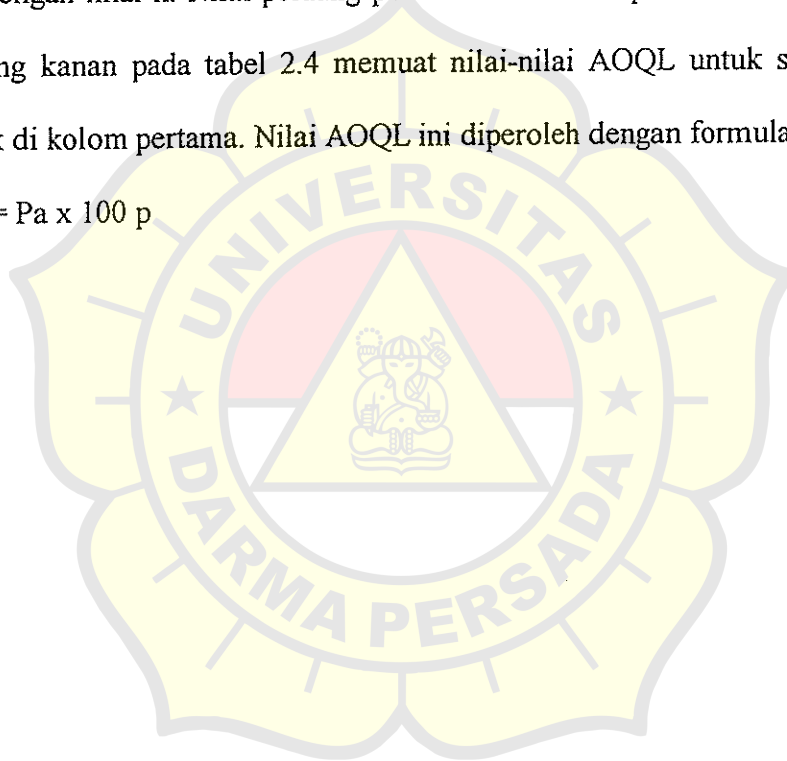 ng kanan pada tabel 2.4 memuat nilai-nilai AOQL untuk s
di kolom pertama. Nilai AOQL ini diperoleh dengan formula
= Pa x 100 p
UNIVERSITAS
DARMA PERSADA